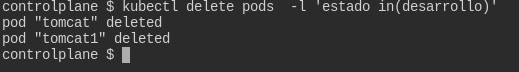 controlplane $ kubectl delete pods  -l 'estado in(desarrollo)'
pod "tomcat" deleted
pod "tomcat1" deleted
controlplane $